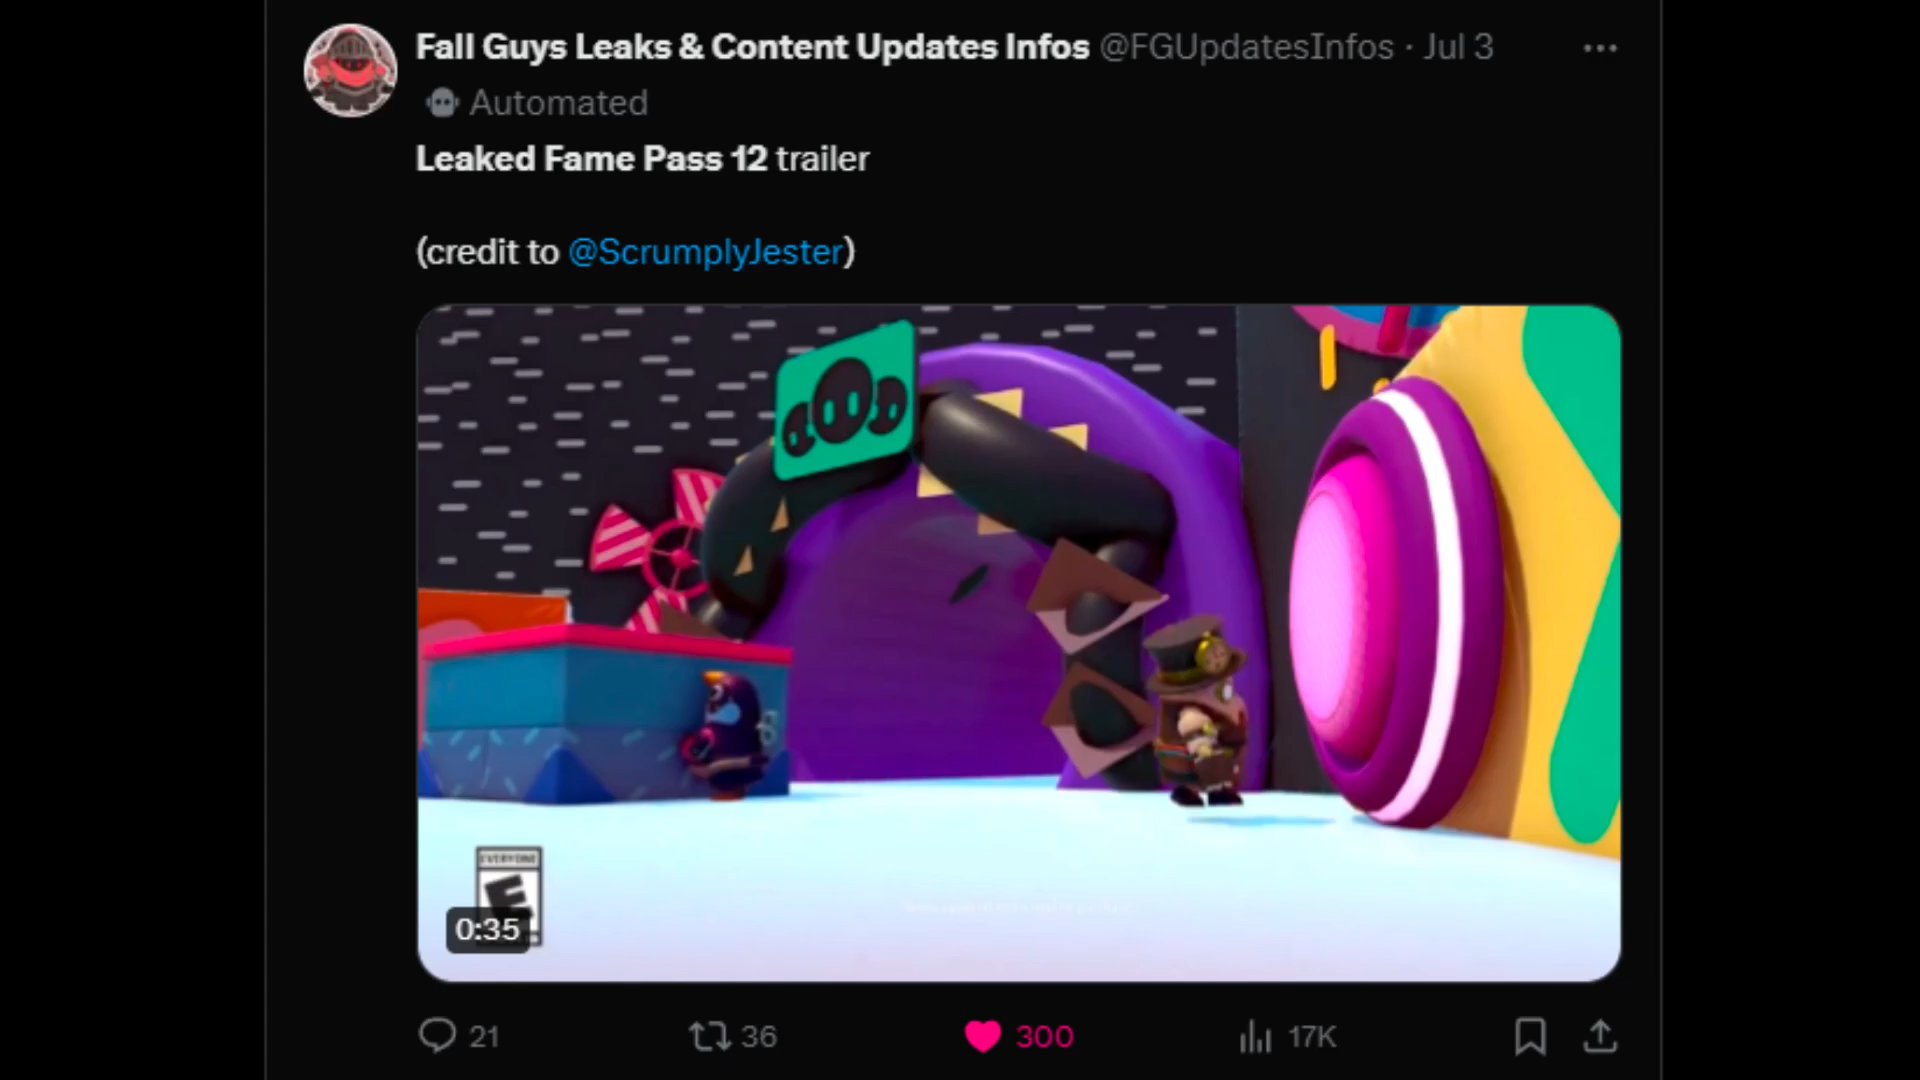 Fall Guys Leaks & Content Updates Infos @FGUpdatesInfos · Jul 3
Automated
Leaked Fame Pass 12 trailer
(credit to @ScrumplyJester)
EVERYONE
E
0:35
21
36
300
17K